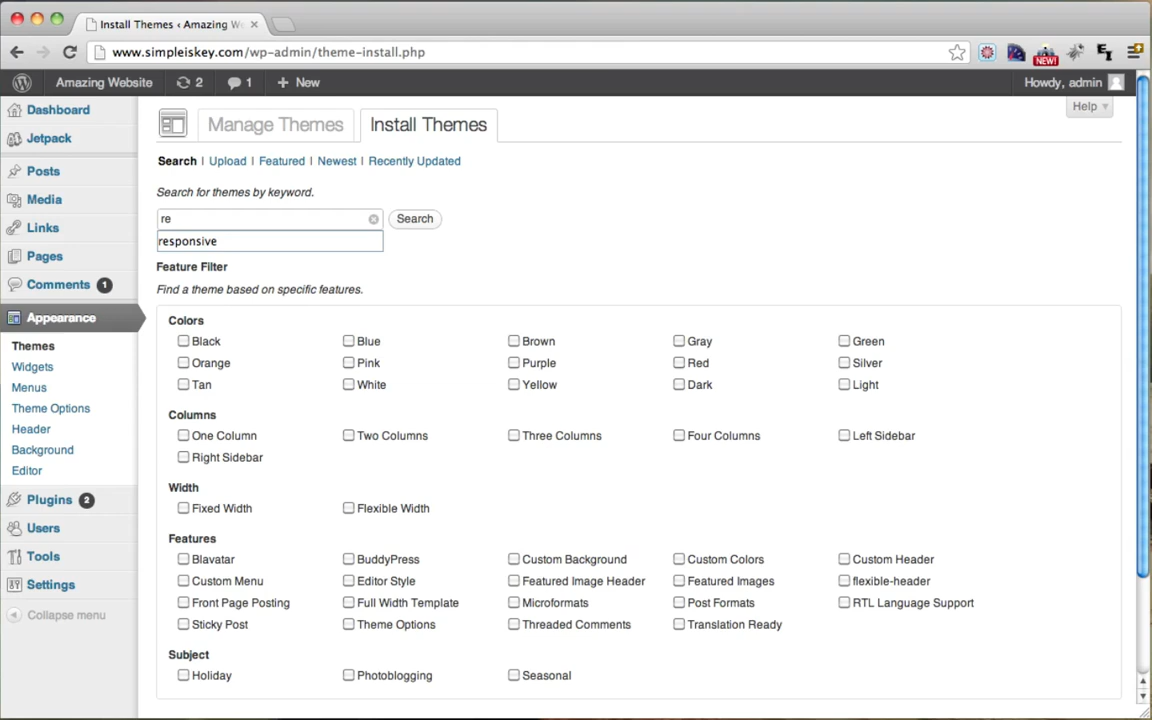 Install Themes ‹ Amazing W
www.simpleiskey.com/wp-admin/theme-install.php
NEW!
Amazing Website 2 1 + New Howdy, admin
Help
Dashboard
Jetpack
Posts
Media
Links
Pages
Comments 1
Appearance
Themes
Widgets
Menus
Theme Options
Header
Background
Editor
Plugins 2
Users
Tools
Settings
Collapse menu
Manage Themes Install Themes
Search | Upload | Featured | Newest | Recently Updated
Search for themes by keyword.
re Search
responsive
Feature Filter
Find a theme based on specific features.
Colors
Black Blue Brown Gray Green
Orange Pink Purple Red Silver
Tan White Yellow Dark Light
Columns
One Column Two Columns Three Columns Four Columns Left Sidebar
Right Sidebar
Width
Fixed Width Flexible Width
Features
Blavatar BuddyPress Custom Background Custom Colors Custom Header
Custom Menu Editor Style Featured Image Header Featured Images flexible-header
Front Page Posting Full Width Template Microformats Post Formats RTL Language Support
Sticky Post Theme Options Threaded Comments Translation Ready
Subject
Holiday Photoblogging Seasonal